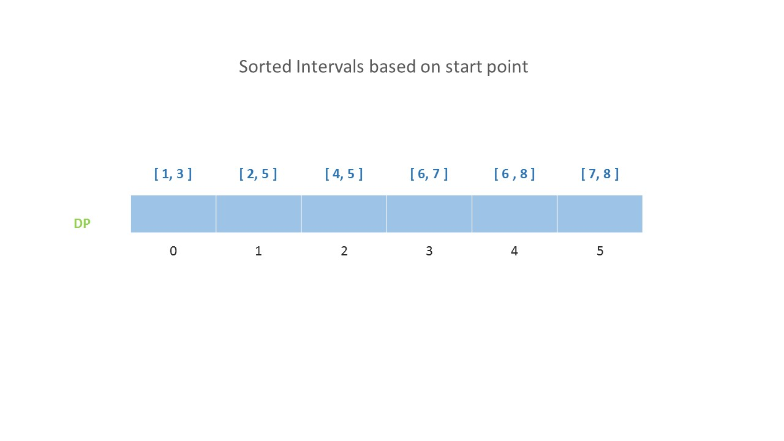 Sorted Intervals based on start point
[ 1, 3 ] [ 2, 5 ] [ 4, 5 ] [ 6, 7 ] [ 6 , 8 ] [ 7, 8 ]
DP
0 1 2 3 4 5